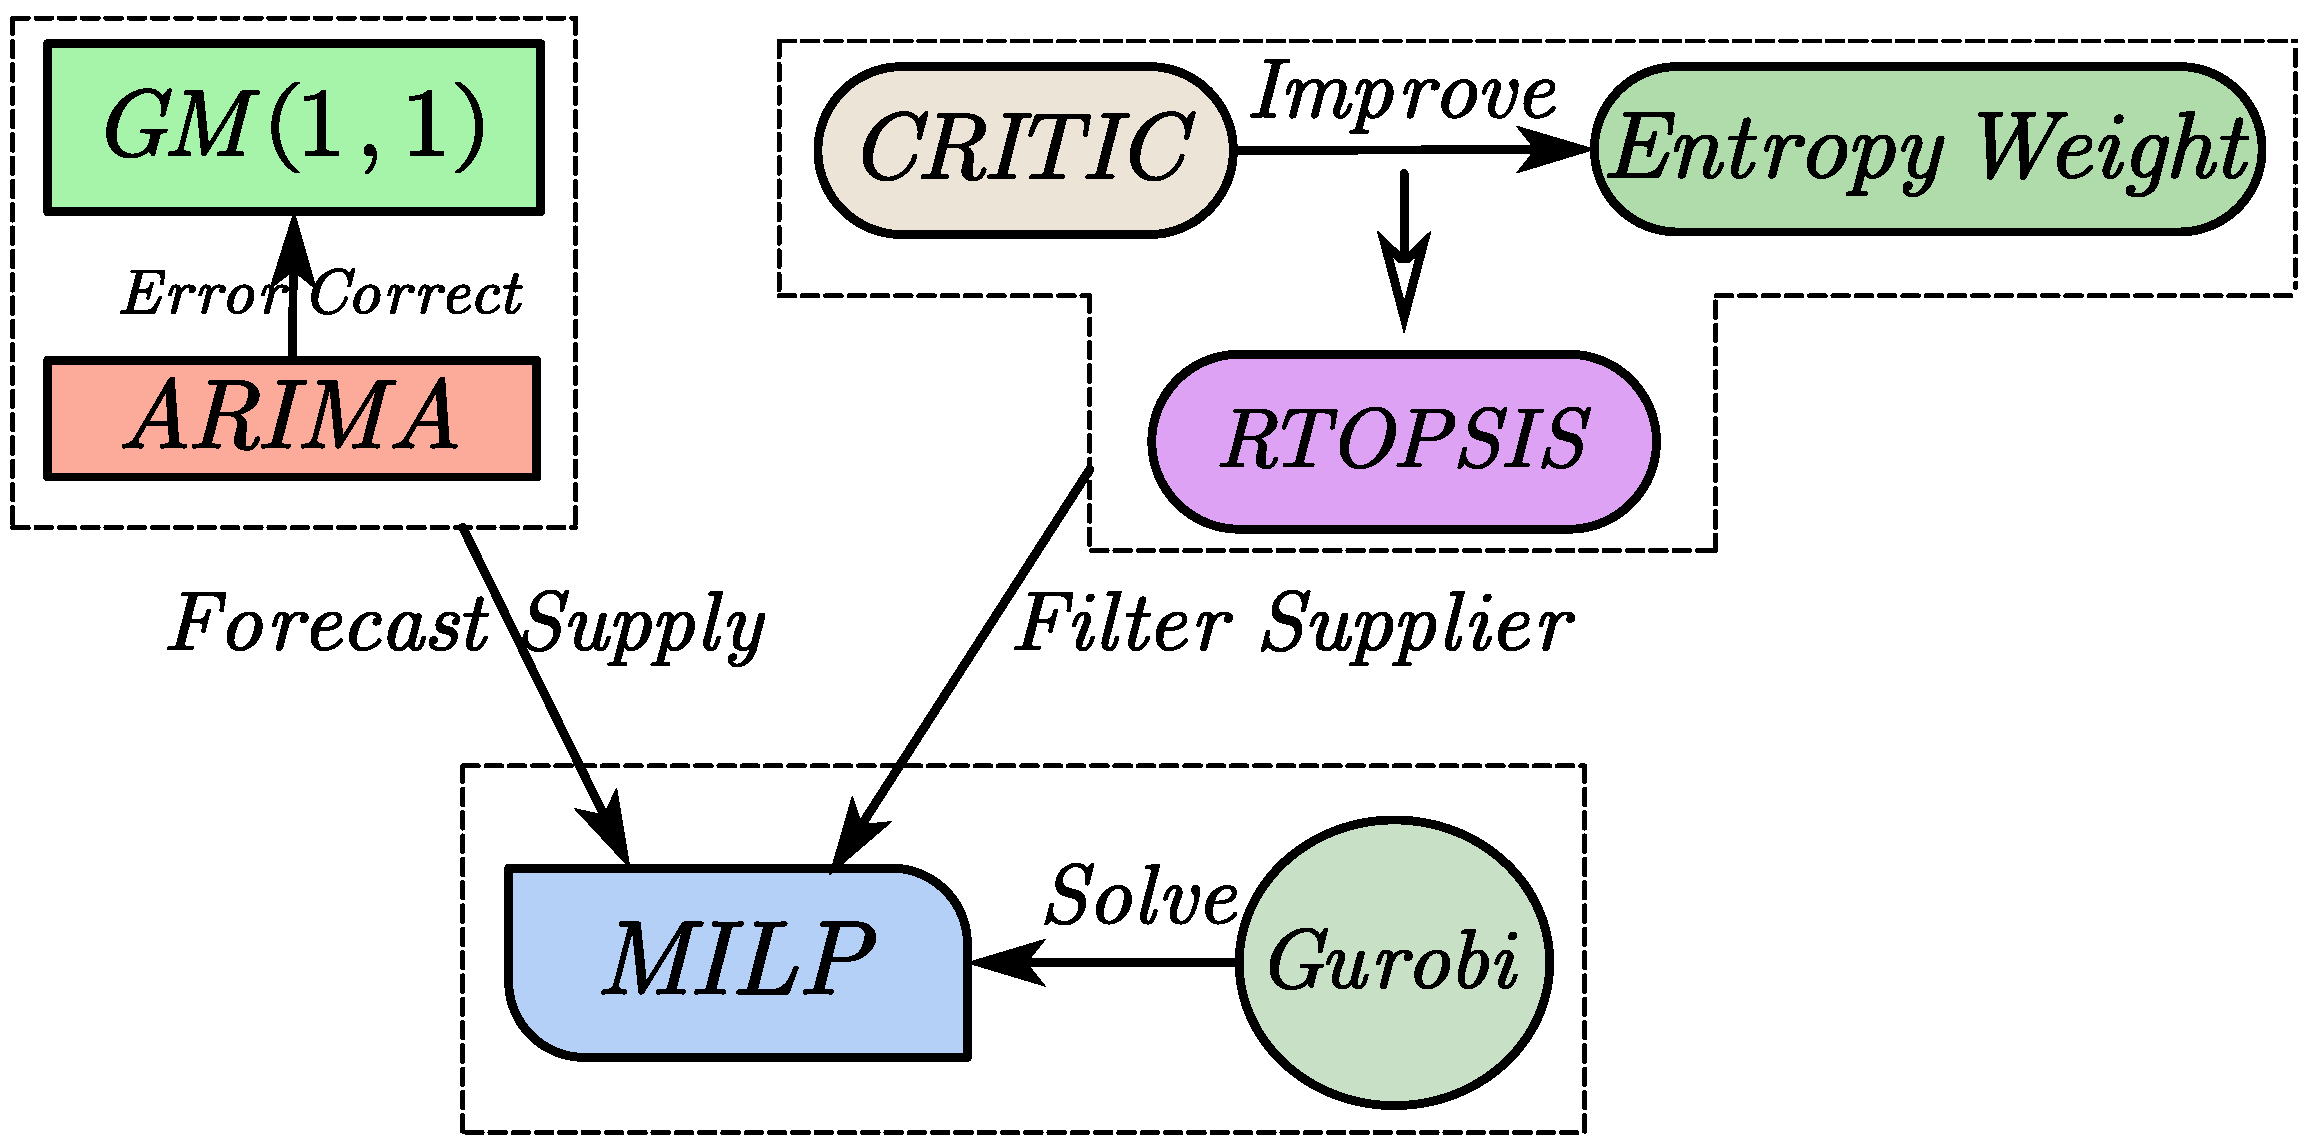 GM(1,1)
Error Correct
ARIMA
CRITIC
Improve
Entropy Weight
RTOPSIS
Forecast Supply
Filter Supplier
MILP
Solve
Gurobi